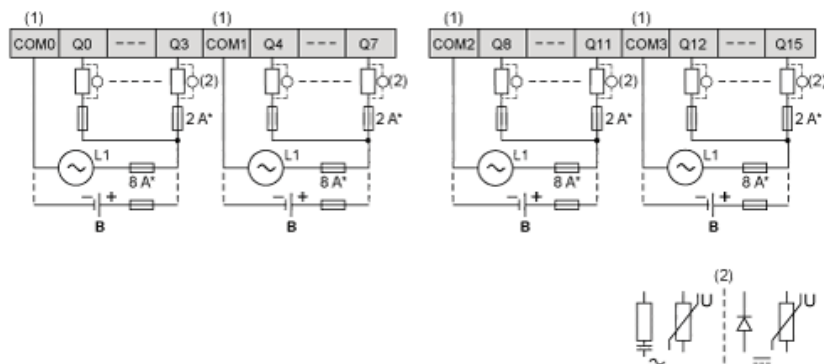 (1) (1) (1) (1)
COM0 Q0 --- Q3 COM1 Q4 --- Q7 COM2 Q8 --- Q11 COM3 Q12 --- Q15
(2) (2) (2) (2)
2 A* 2 A* 2 A* 2 A*
L1 L1 L1 L1
8 A* 8 A* 8 A* 8 A*
− + − + − + − +
B B B B
(2)
U U